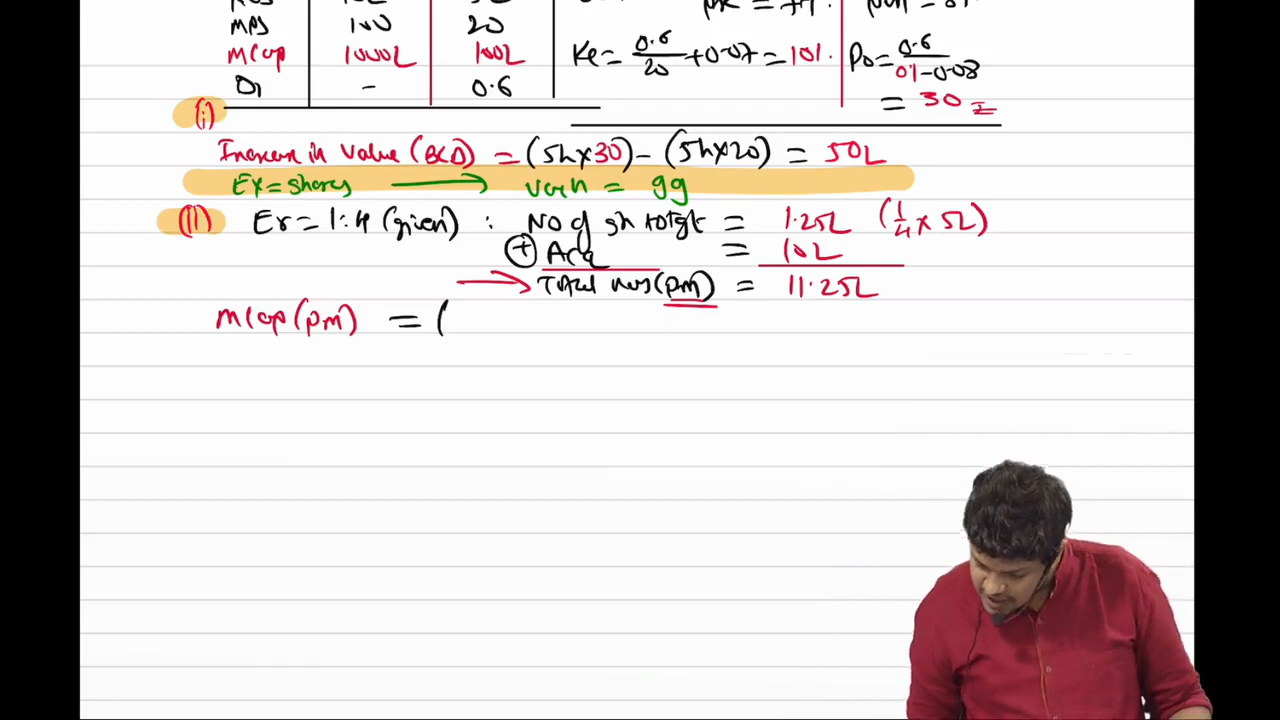 MPS 100 20
MCap 1000L 100L
D1 - 0.6
Ke = 0.6/20 + 0.07 = 10%.
P0 = 0.6/0.1-0.08
= 30
(i)
Increase in Value (BCD) = (5L×30) - (5L×20) = 50L
Ex = shares → = gg
(ii) Er = 1:4 (given) : No of sh to tgt = 1.25L (1/4 × 5L)
+ Acq = 10L
→ Total nos (pm) = 11.25L
MCap (pm) = (